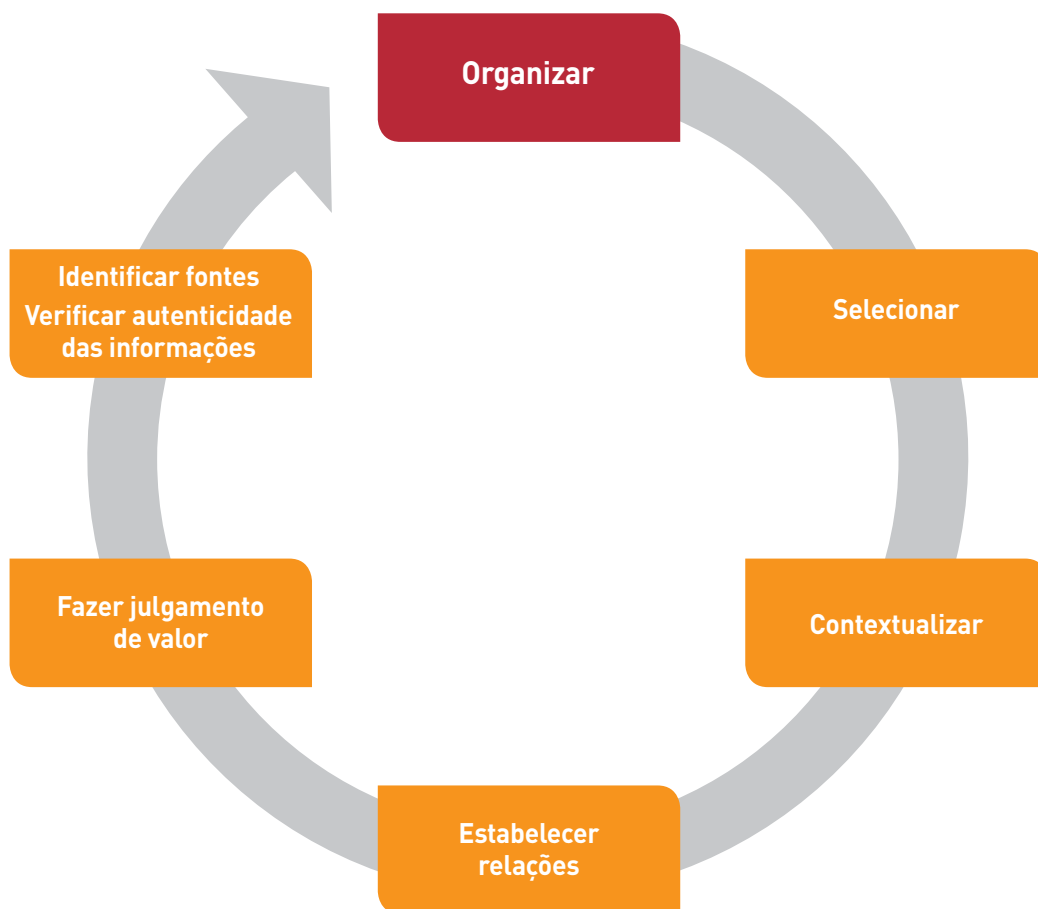 Organizar
Selecionar
Contextualizar
Estabelecer
relações
Fazer julgamento
de valor
Identificar fontes
Verificar autenticidade
das informações